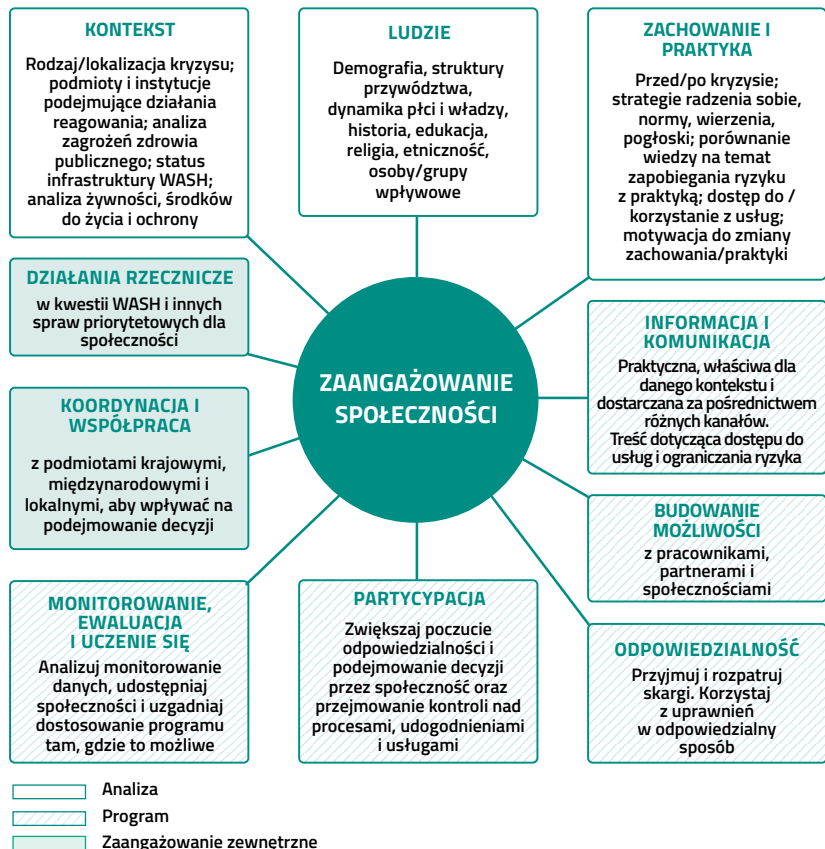 KONTEKST
Rodzaj/lokalizacja kryzysu;
podmioty i instytucje
podejmujące działania
reagowania; analiza
zagrożeń zdrowia
publicznego; status
infrastruktury WASH;
analiza żywności, środków
do życia i ochrony
LUDZIE
Demografia, struktury
przywództwa,
dynamika płci i władzy,
historia, edukacja,
religia, etniczność,
osoby/grupy
wpływowe
ZACHOWANIE I
PRAKTYKA
Przed/po kryzysie;
strategie radzenia sobie,
normy, wierzenia,
pogłoski; porównanie
wiedzy na temat
zapobiegania ryzyku
z praktyką; dostęp do /
korzystanie z usług;
motywacja do zmiany
zachowania/praktyki
DZIAŁANIA RZECZNICZE
w kwestii WASH i innych
spraw priorytetowych dla
społeczności
ZAANGAŻOWANIE
SPOŁECZNOŚCI
INFORMACJA I
KOMUNIKACJA
Praktyczna, właściwa dla
danego kontekstu i
dostarczana za pośrednictwem
różnych kanałów.
Treść dotycząca dostępu do
usług i ograniczania ryzyka
KOORDYNACJA I
WSPÓŁPRACA
z podmiotami krajowymi,
międzynarodowymi i
lokalnymi, aby wpływać na
podejmowanie decyzji
BUDOWANIE
MOŻLIWOŚCI
z pracownikami,
partnerami i
społecznościami
MONITOROWANIE,
EWALUACJA
I UCZENIE SIĘ
Analizuj monitorowanie
danych, udostępniaj
społeczności i uzgadniaj
dostosowanie programu
tam, gdzie to możliwe
PARTYCYPACJA
Zwiększaj poczucie
odpowiedzialności i
podejmowanie decyzji
przez społeczność oraz
przejmowanie kontroli nad
procesami, udogodnieniami
i usługami
ODPOWIEDZIALNOŚĆ
Przyjmuj i rozpatruj
skargi. Korzystaj
z uprawnień
w odpowiedzialny
sposób
Analiza
Program
Zaangażowanie zewnętrzne